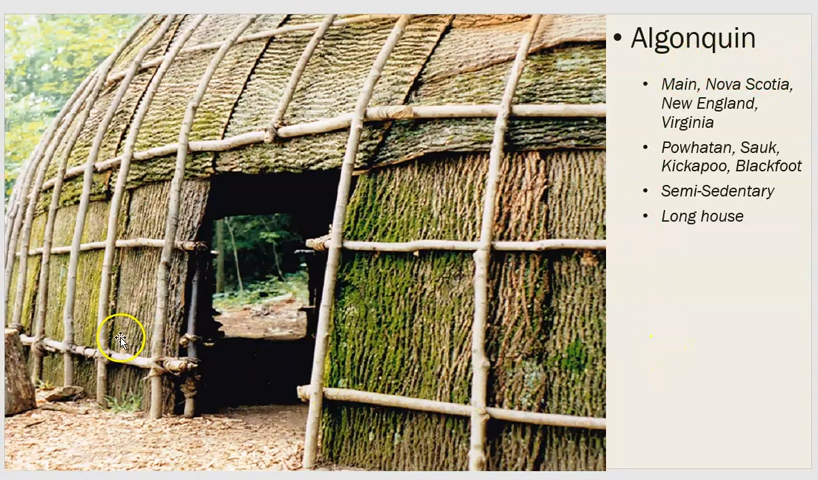 • Algonquin
• Main, Nova Scotia,
New England,
Virginia
• Powhatan, Sauk,
Kickapoo, Blackfoot
• Semi-Sedentary
• Long house